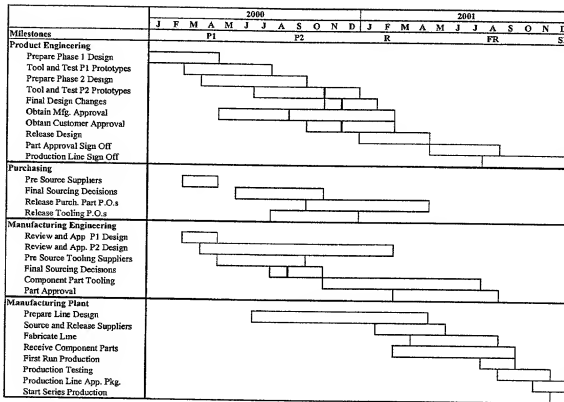 2000 2001
J F M A M J J A S O N D J F M A M J J A S O N D
Milestones P1 P2 R FR S
Product Engineering
Prepare Phase 1 Design
Tool and Test P1 Prototypes
Prepare Phase 2 Design
Tool and Test P2 Prototypes
Final Design Changes
Obtain Mfg. Approval
Obtain Customer Approval
Release Design
Part Approval Sign Off
Production Line Sign Off
Purchasing
Pre Source Suppliers
Final Sourcing Decisions
Release Purch. Part P.O.s
Release Tooling P.O.s
Manufacturing Engineering
Review and App P1 Design
Review and App. P2 Design
Pre Source Tooling Suppliers
Final Sourcing Decisions
Component Part Tooling
Part Approval
Manufacturing Plant
Prepare Line Design
Source and Release Suppliers
Fabricate Line
Receive Component Parts
First Run Production
Production Testing
Production Line App. Pkg.
Start Series Production